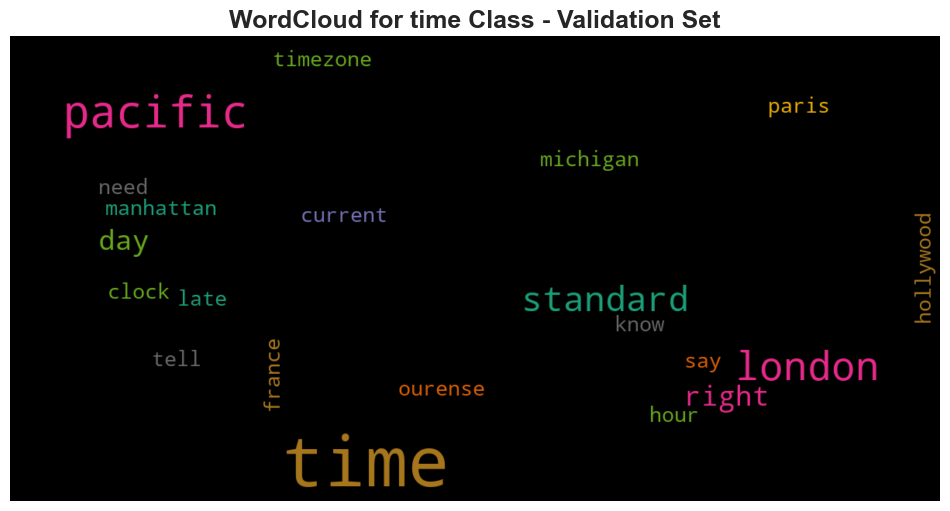 WordCloud for time Class - Validation Set
timezone
pacific
paris
michigan
need
manhattan
current
day
hollywood
clock
late
standard
know
tell
france
say
london
ourense
right
hour
time